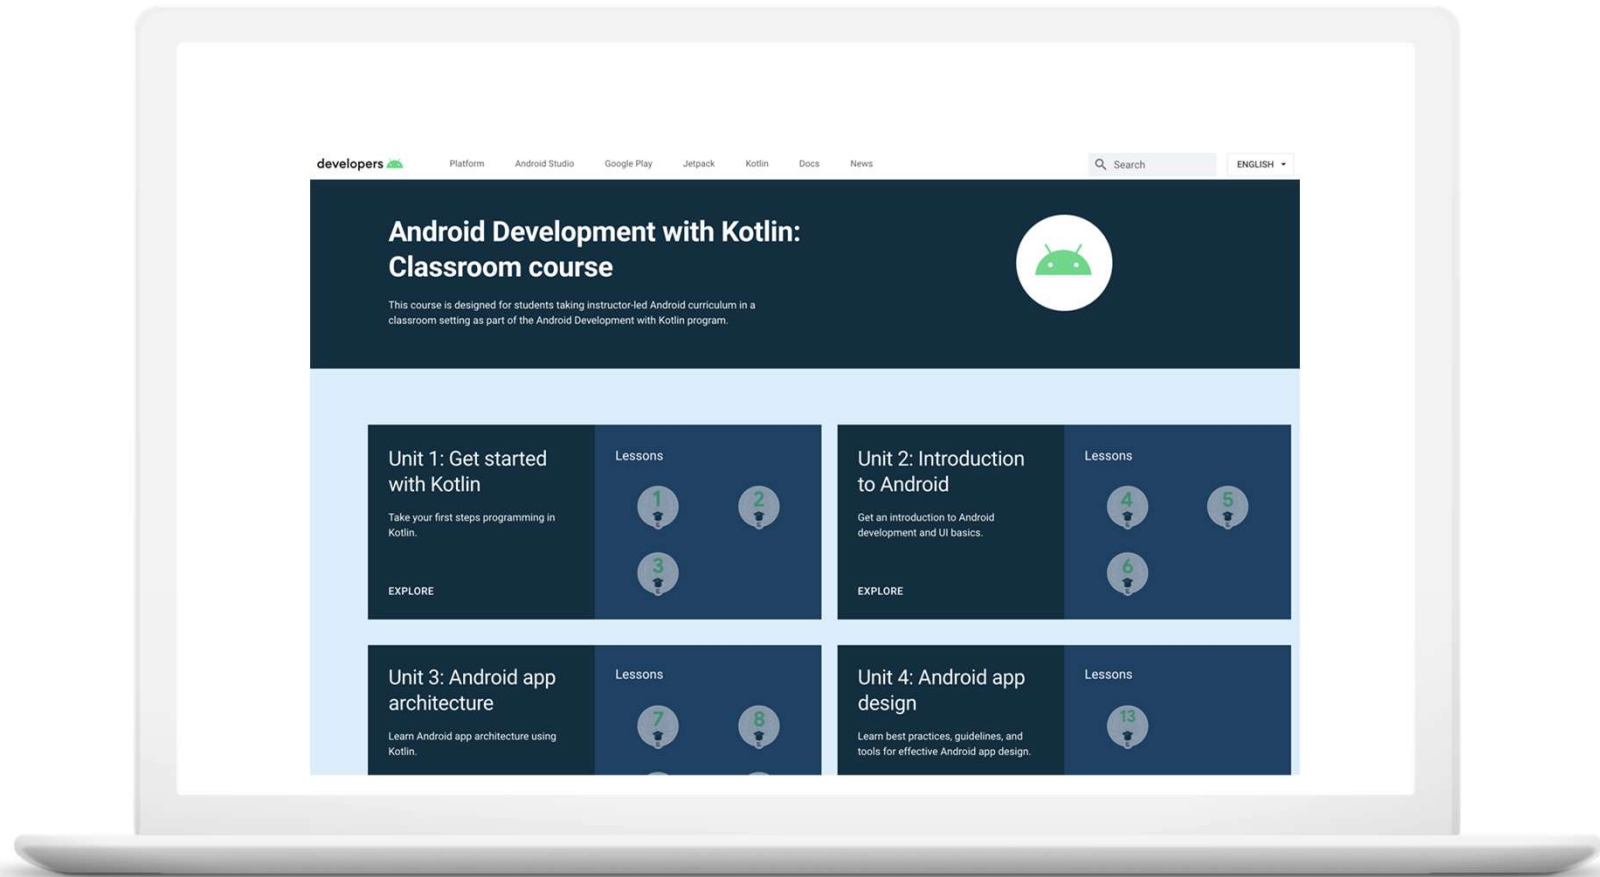 developers
Platform
Android Studio
Google Play
Jetpack
Kotlin
Docs
News
Search
ENGLISH
Android Development with Kotlin:
Classroom course
This course is designed for students taking instructor-led Android curriculum in a
classroom setting as part of the Android Development with Kotlin program.
Unit 1: Get started
with Kotlin
Take your first steps programming in
Kotlin.
EXPLORE
Lessons
1
2
3
Unit 2: Introduction
to Android
Get an introduction to Android
development and UI basics.
EXPLORE
Lessons
4
5
6
Unit 3: Android app
architecture
Learn Android app architecture using
Kotlin.
Lessons
7
8
Unit 4: Android app
design
Learn best practices, guidelines, and
tools for effective Android app design.
Lessons
13